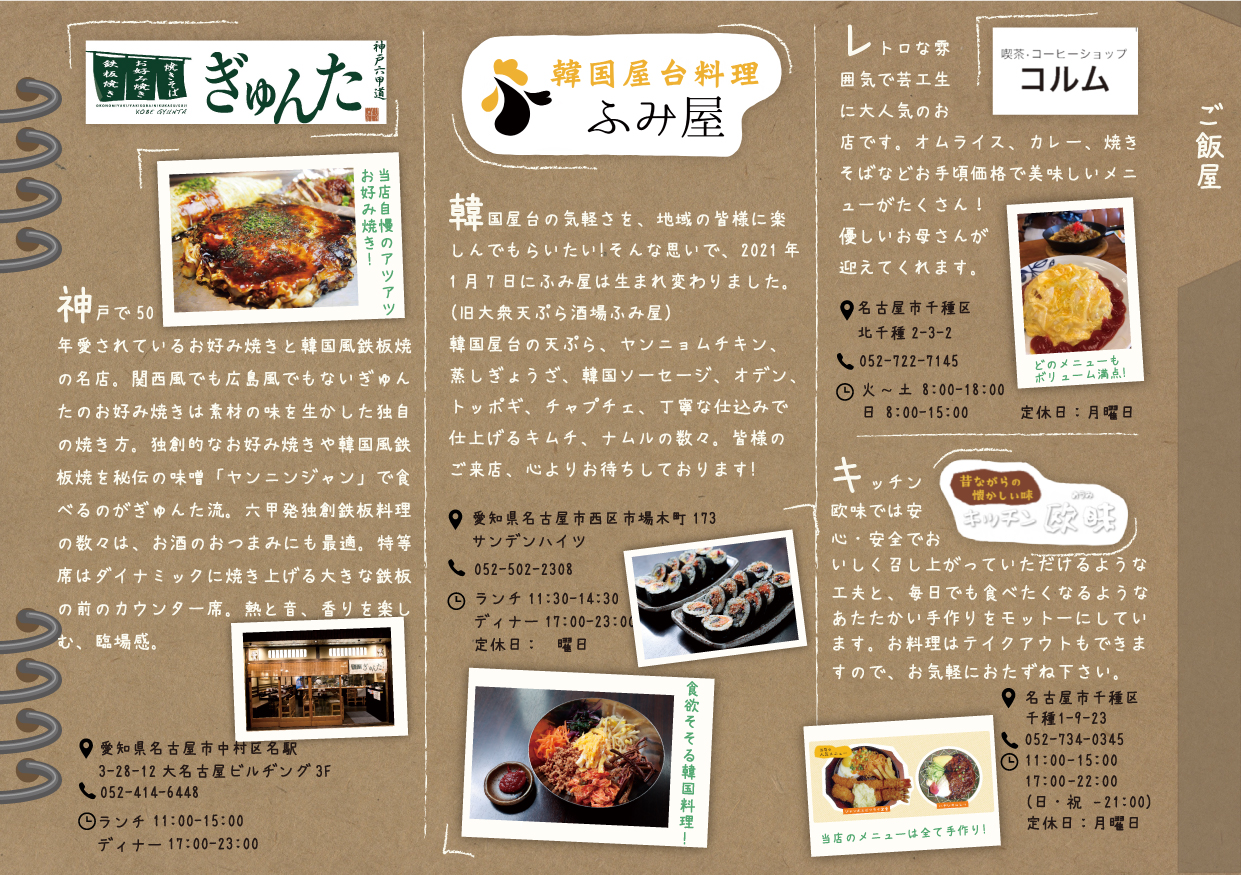 鉄板焼き
お好み焼き
焼きそば
OKONOMIYAKI/YAKISOBA/NIKUKASU/SUJI
KOBE GYUNTA
ぎゅんた
神戸六甲道
当店自慢のアツアツ
お好み焼き!
神戸で50
年愛されているお好み焼きと韓国風鉄板焼
の名店。関西風でも広島風でもないぎゅん
たのお好み焼きは素材の味を生かした独自
の焼き方。独創的なお好み焼きや韓国風鉄
板焼を秘伝の味噌「ヤンニンジャン」で食
べるのがぎゅんた流。六甲発独創鉄板料理
の数々は、お酒のおつまみにも最適。特等
席はダイナミックに焼き上げる大きな鉄板
の前のカウンター席。熱と音、香りを楽し
む、臨場感。
ぎゅんた
愛知県名古屋市中村区名駅
3-28-12 大名古屋ビルヂング 3F
052-414-6448
ランチ 11:00-15:00
ディナー 17:00-23:00
韓国屋台料理
ふみ屋
韓国屋台の気軽さを、地域の皆様に楽
しんでもらいたい!そんな思いで、2021 年
1 月 7 日にふみ屋は生まれ変わりました。
(旧大衆天ぷら酒場ふみ屋)
韓国屋台の天ぷら、ヤンニョムチキン、
蒸しぎょうざ、韓国ソーセージ、オデン、
トッポギ、チャプチェ、丁寧な仕込みで
仕上げるキムチ、ナムルの数々。皆様の
ご来店、心よりお待ちしております!
愛知県名古屋市西区市場木町 173
サンデンハイツ
052-502-2308
ランチ 11:30-14:30
ディナー 17:00-23:00
定休日: 曜日
食欲そそる韓国料理!
喫茶・コーヒーショップ
コルム
レトロな雰
囲気で芸工生
に大人気のお
店です。オムライス、カレー、焼き
そばなどお手頃価格で美味しいメニ
ューがたくさん!
優しいお母さんが
迎えてくれます。
どのメニューも
ボリューム満点!
名古屋市千種区
北千種 2-3-2
052-722-7145
火~土 8:00-18:00
日 8:00-15:00 定休日:月曜日
昔ながらの
懐かしい味
キッチン 欧味
キッチン
欧味では安
心・安全でお
いしく召し上がっていただけるような
工夫と、毎日でも食べたくなるような
あたたかい手作りをモットーにしてい
ます。お料理はテイクアウトもできま
すので、お気軽におたずね下さい。
当店のメニューは全て手作り!
名古屋市千種区
千種1-9-23
052-734-0345
11:00-15:00
17:00-22:00
(日・祝 -21:00)
定休日:月曜日
ご飯屋